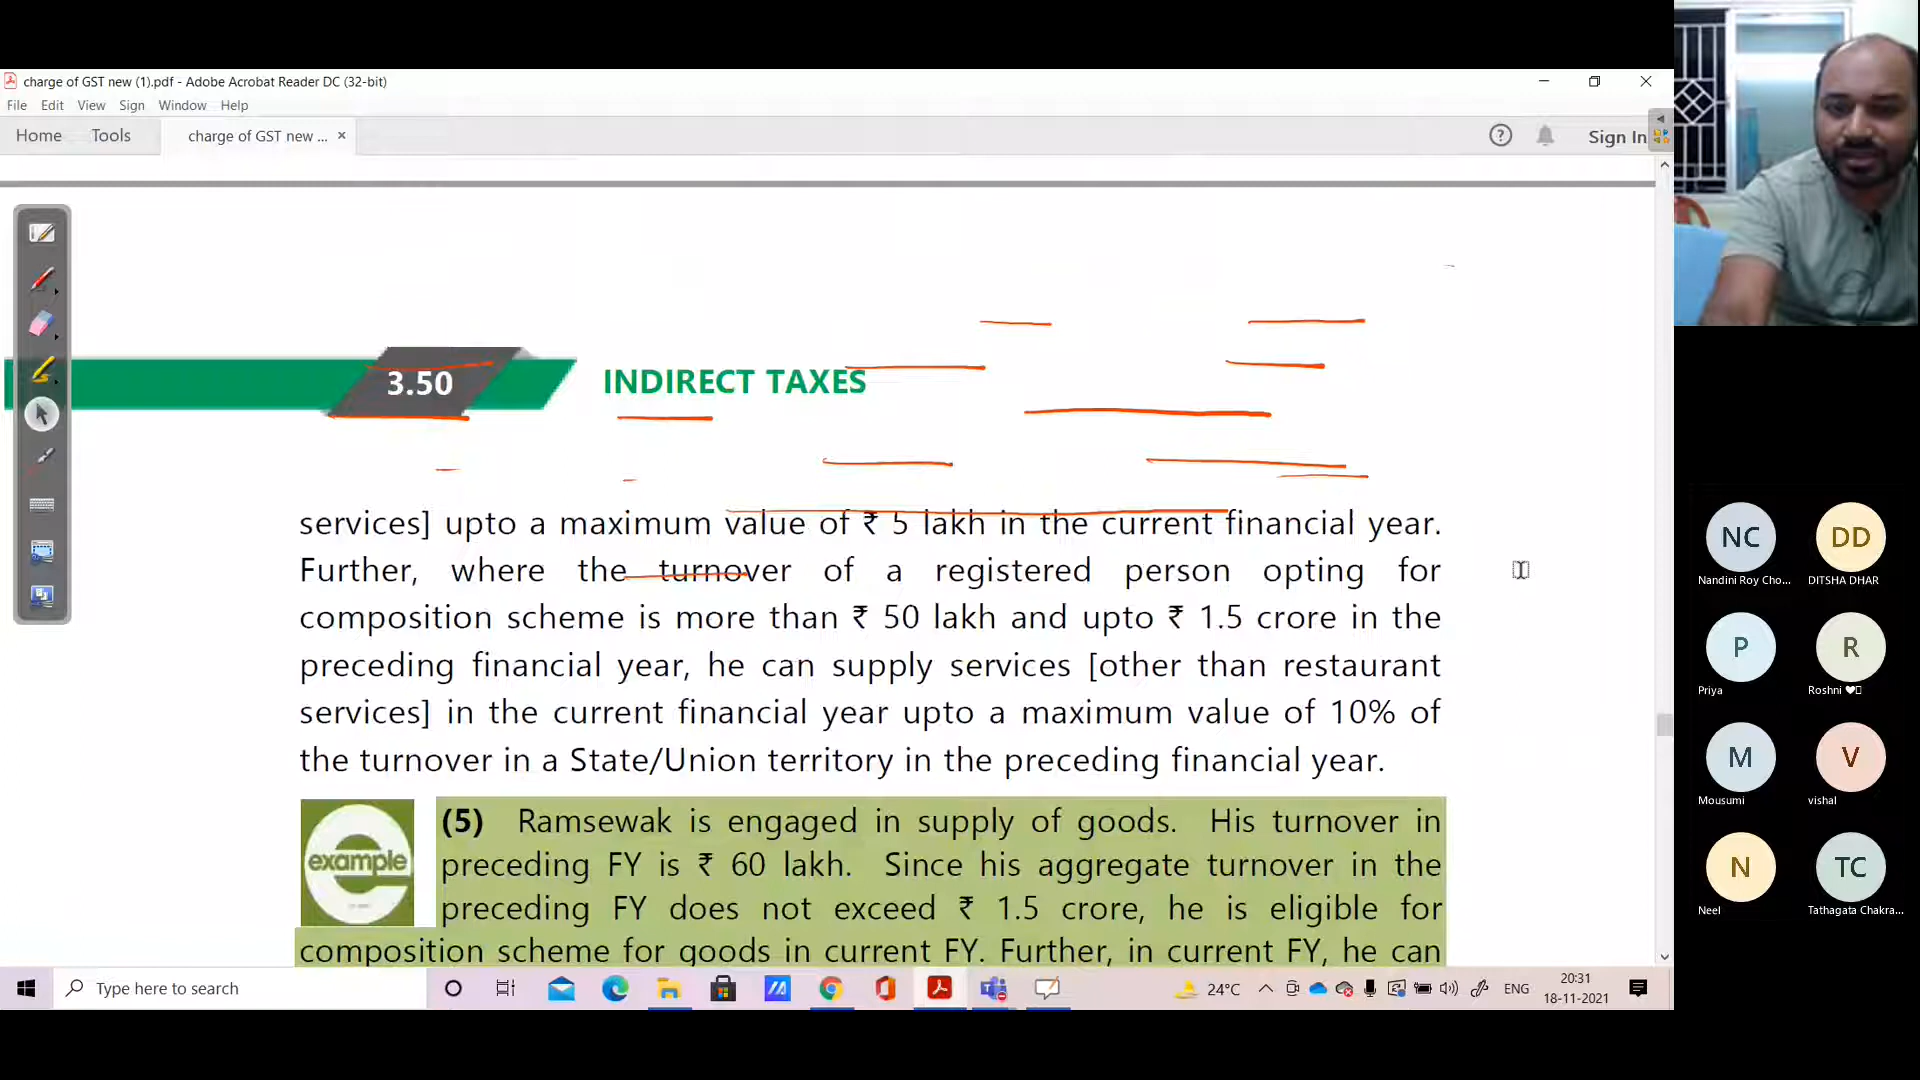 charge of GST new (1).pdf - Adobe Acrobat Reader DC (32-bit)
File Edit View Sign Window Help
Home Tools charge of GST new ... × Sign In
3.50 INDIRECT TAXES
services] upto a maximum value of ₹ 5 lakh in the current financial year.
Further, where the turnover of a registered person opting for
composition scheme is more than ₹ 50 lakh and upto ₹ 1.5 crore in the
preceding financial year, he can supply services [other than restaurant
services] in the current financial year upto a maximum value of 10% of
the turnover in a State/Union territory in the preceding financial year.
example
(5) Ramsewak is engaged in supply of goods. His turnover in
preceding FY is ₹ 60 lakh. Since his aggregate turnover in the
preceding FY does not exceed ₹ 1.5 crore, he is eligible for
composition scheme for goods in current FY. Further, in current FY, he can
Type here to search
24°C ENG 20:31
18-11-2021
NC DD
Nandini Roy Cho... DITSHA DHAR
P R
Priya Roshni ❤
M V
Mousumi vishal
N TC
Neel Tathagata Chakra...